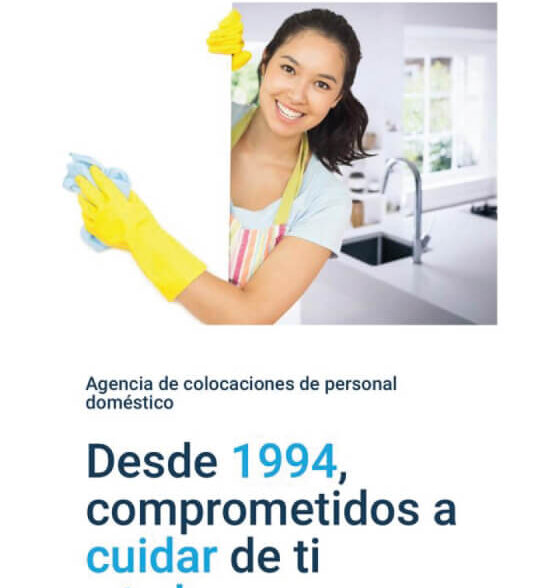 Agencia de colocaciones de personal
doméstico
Desde 1994,
comprometidos a
cuidar de ti